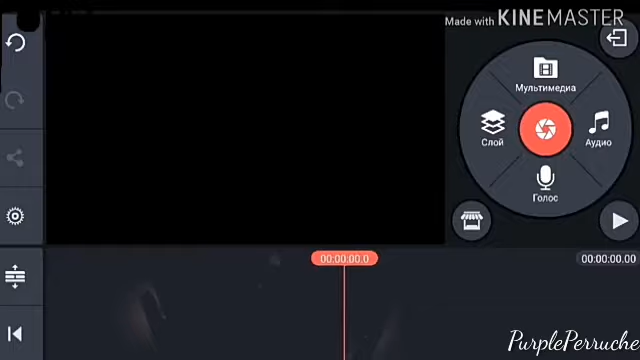 Made with KINEMASTER
Мультимедиа
Слой
Аудио
Голос
00:00:00.0
00:00:00.00
PurplePerruche